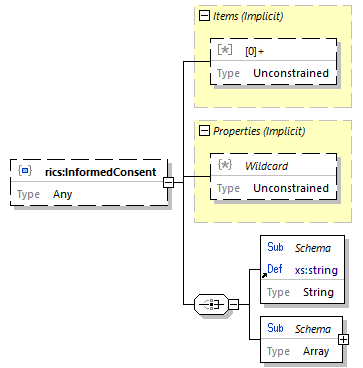 Items (Implicit)
[0]+
Type Unconstrained
Properties (Implicit)
Wildcard
Type Unconstrained
rics:InformedConsent
Type Any
Sub Schema
Def xs:string
Type String
Sub Schema
Type Array